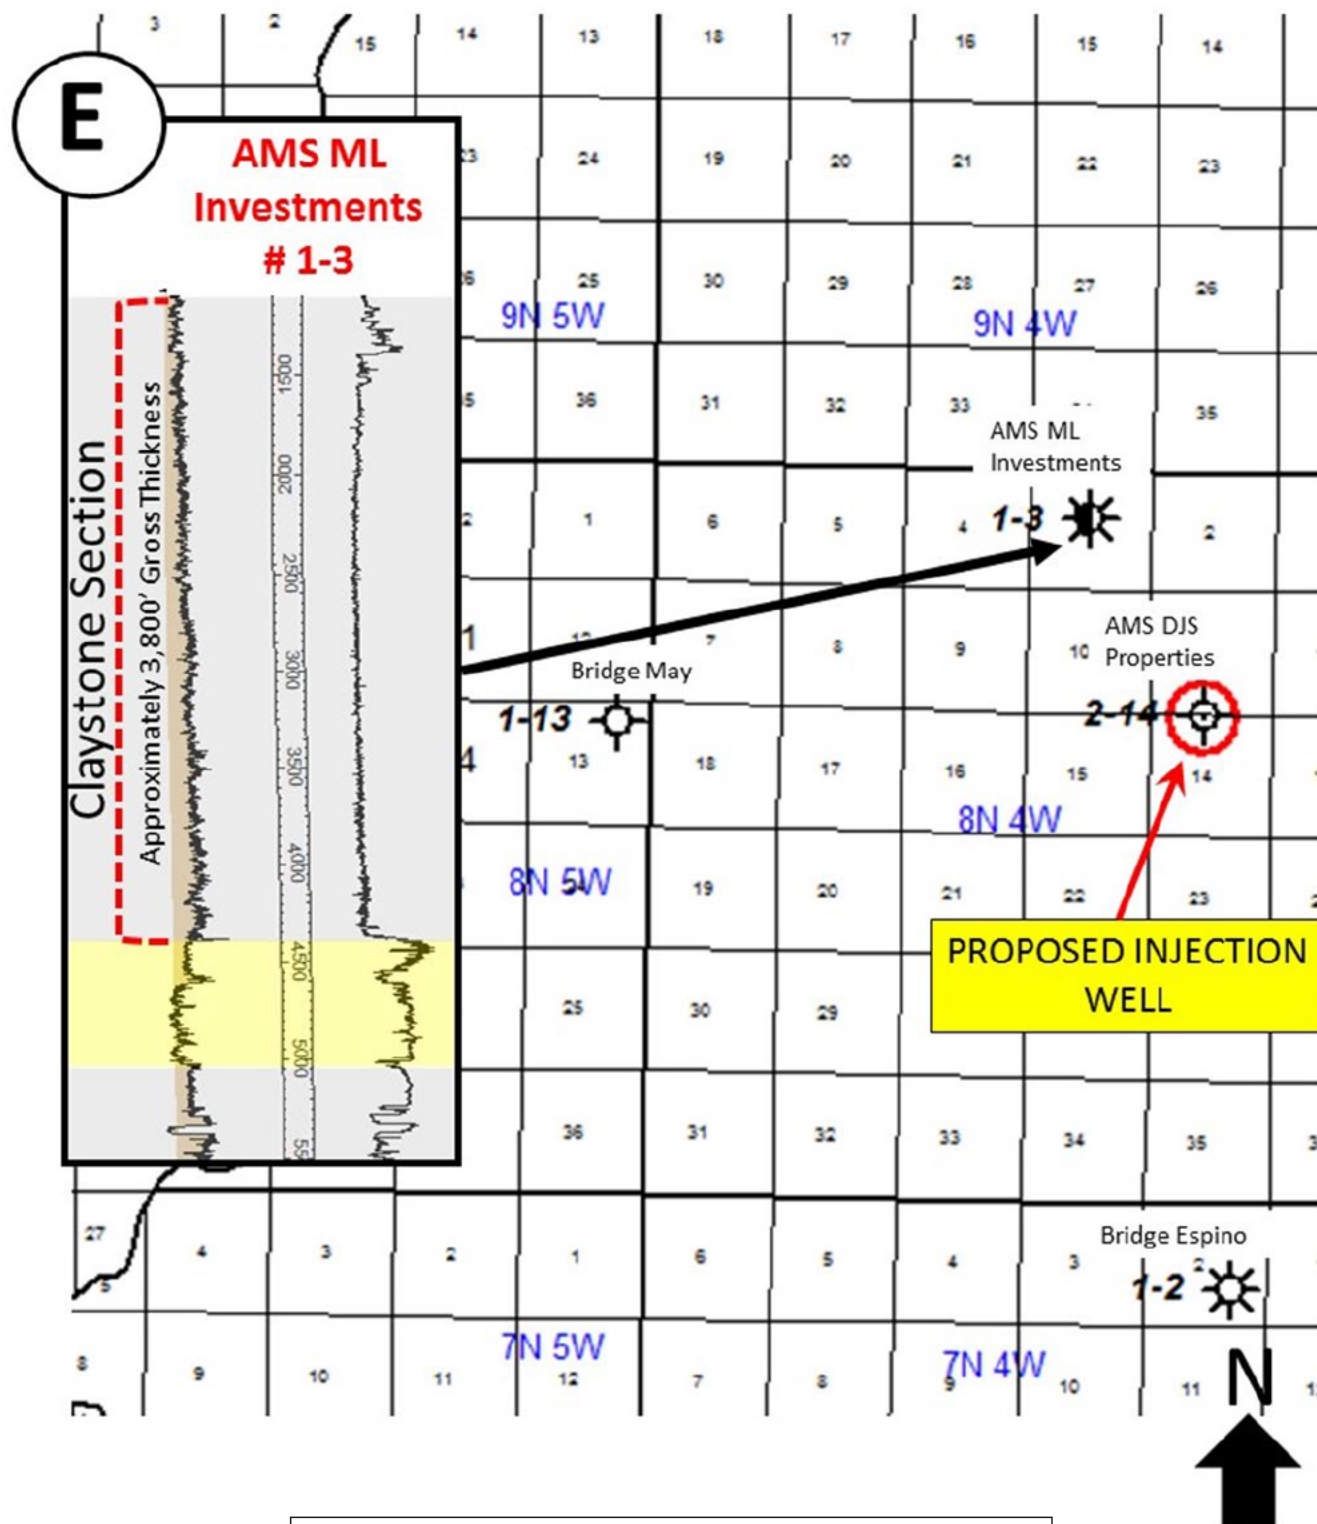 3 2 15 14 13 18 17 16 15 14
E
AMS ML
Investments
# 1-3
24 19 20 21 22 23
25 30 29 28 27 26
9N 5W 9N 4W
36 31 32 33 35
AMS ML
Investments
1-3
1 6 5 4 2
Claystone Section
Approximately 3,800' Gross Thickness
1500
2000
2500
3000
3500
4000
4500
5000
7 8 9 10
AMS DJS
Properties
Bridge May
1-13
2-14
13 18 17 16 15 14
8N 4W
8N 5W
19 20 21 22 23
PROPOSED INJECTION
WELL
25 30 29
36 31 32 33 34 35
Bridge Espino
1-2
27 4 3 2 1 6 5 4 3 2
5
7N 5W 7N 4W
8 9 10 11 12 7 8 9 10 11
N